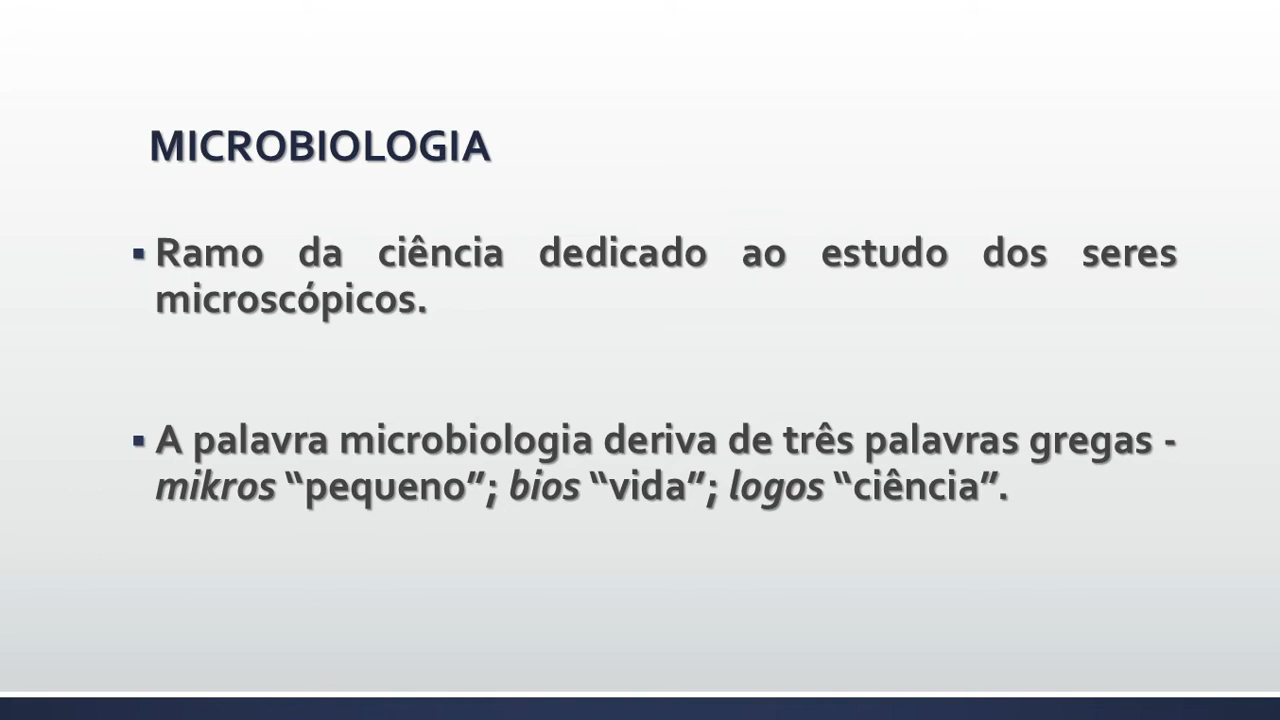 MICROBIOLOGIA
▪ Ramo da ciência dedicado ao estudo dos seres
microscópicos.
▪ A palavra microbiologia deriva de três palavras gregas -
mikros “pequeno”; bios “vida”; logos “ciência”.